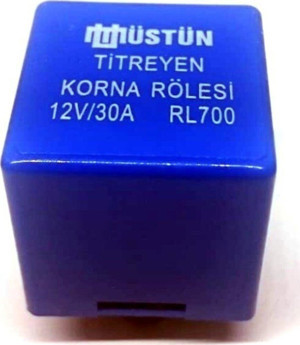 ÜSTÜN
TİTREYEN
KORNA RÖLESİ
12V/30A RL700